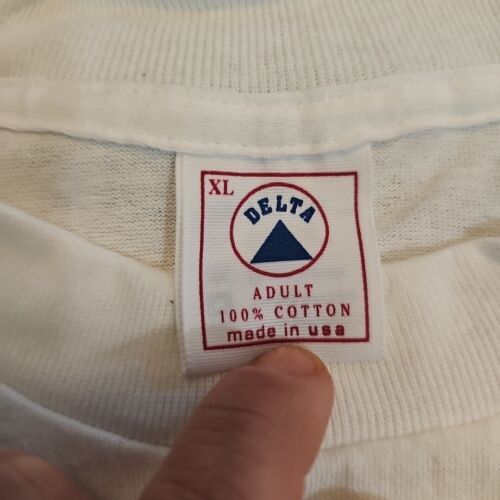 XL
DELTA
ADULT
100% COTTON
made in usa